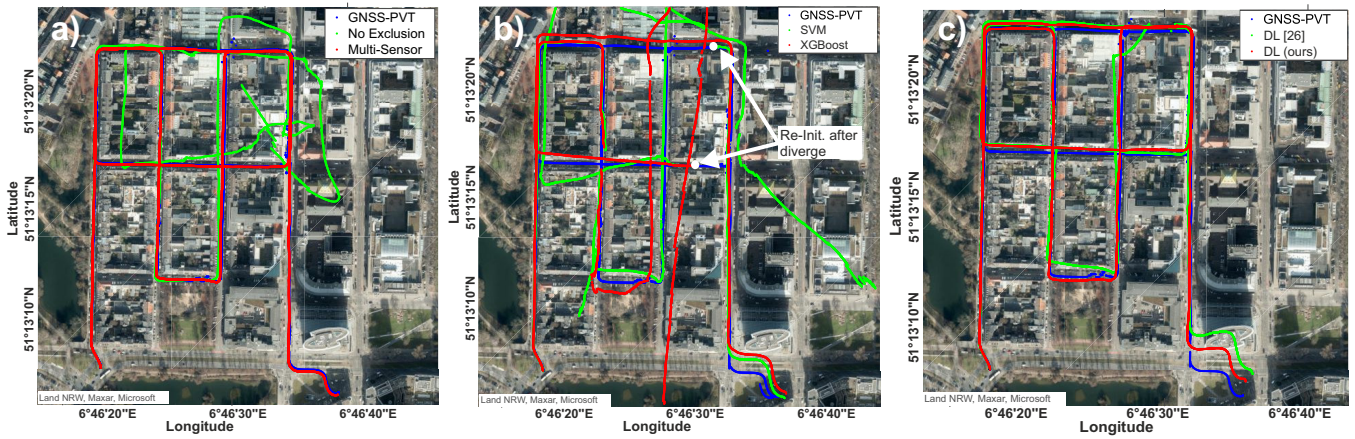 a)
GNSS-PVT
No Exclusion
Multi-Sensor
51°13'20"N
51°13'15"N
51°13'10"N
Latitude
Land NRW, Maxar, Microsoft
6°46'20"E
6°46'30"E
6°46'40"E
Longitude
b)
GNSS-PVT
SVM
XGBoost
Re-Init. after
diverge
51°13'20"N
51°13'15"N
51°13'10"N
Latitude
Land NRW, Maxar, Microsoft
6°46'20"E
6°46'30"E
6°46'40"E
Longitude
c)
GNSS-PVT
DL [26]
DL (ours)
51°13'20"N
51°13'15"N
51°13'10"N
Latitude
Land NRW, Maxar, Microsoft
6°46'20"E
6°46'30"E
6°46'40"E
Longitude